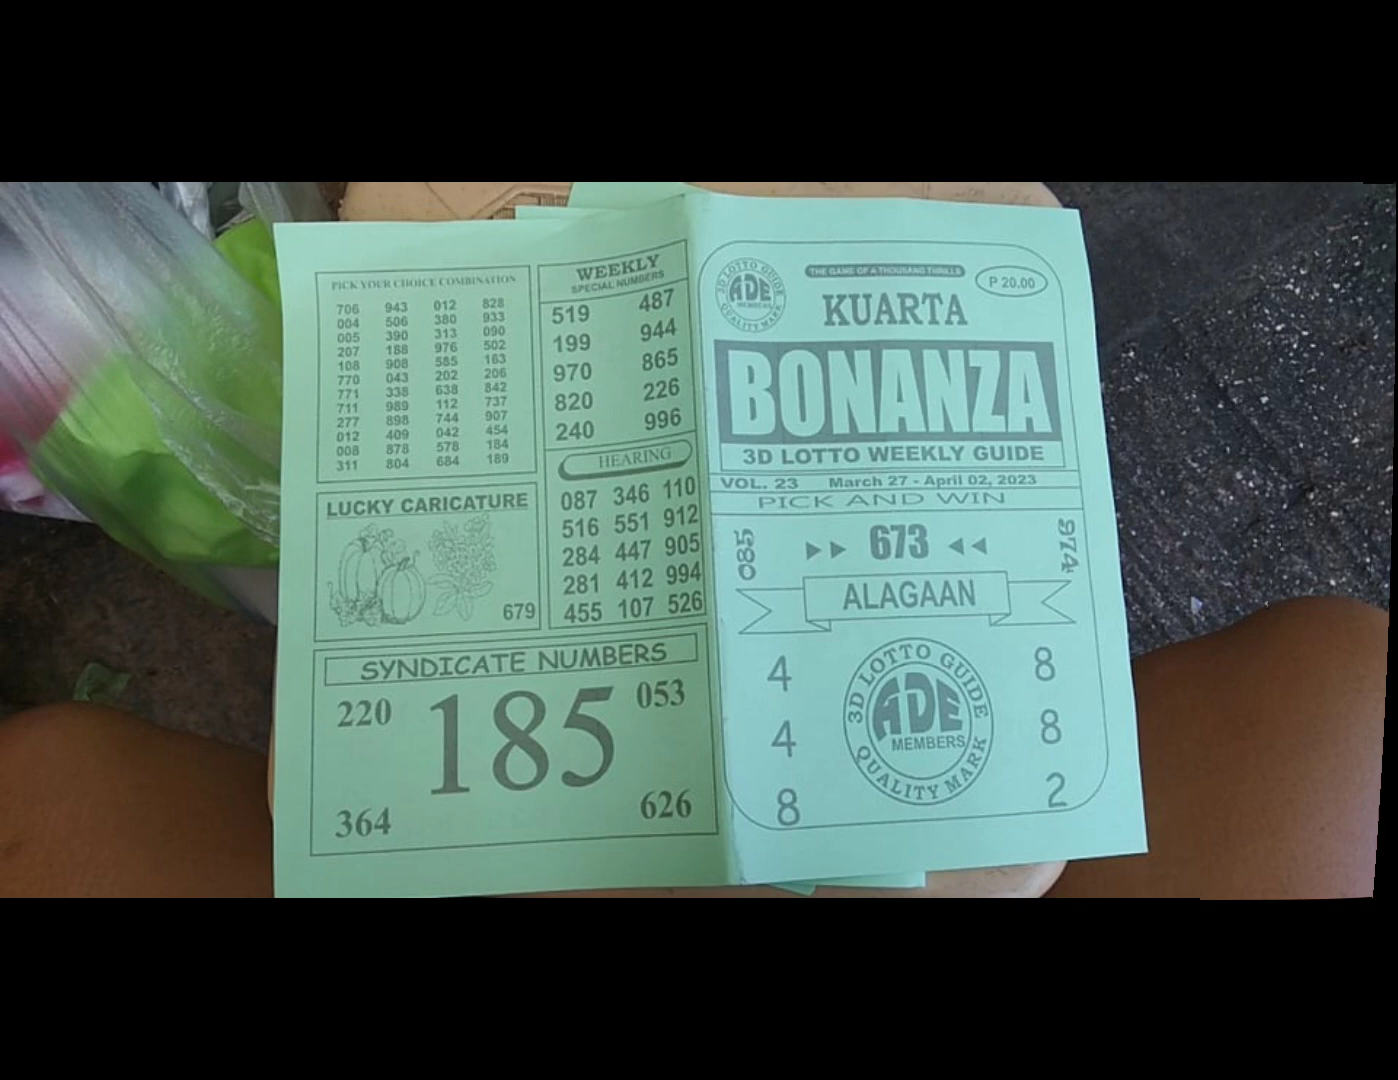 PICK YOUR CHOICE COMBINATION
706 943 012 828
004 506 380 933
005 390 313 090
207 188 976 502
108 908 585 163
770 043 202 206
771 338 638 842
711 989 112 737
277 898 744 907
012 409 042 454
008 878 578 184
311 804 684 189
LUCKY CARICATURE
679
WEEKLY
SPECIAL NUMBERS
519 487
199 944
970 865
820 226
240 996
HEARING
087 346 110
516 551 912
284 447 905
281 412 994
455 107 526
SYNDICATE NUMBERS
220 053
185
364 626
3D LOTTO GUIDE
ADE
MEMBERS
QUALITY MARK
THE GAME OF A THOUSAND THRILLS
P 20.00
KUARTA
BONANZA
3D LOTTO WEEKLY GUIDE
VOL. 23 March 27 - April 02, 2023
PICK AND WIN
085 673 974
ALAGAAN
4 8
4 8
8 2
3D LOTTO GUIDE
ADE
MEMBERS
QUALITY MARK